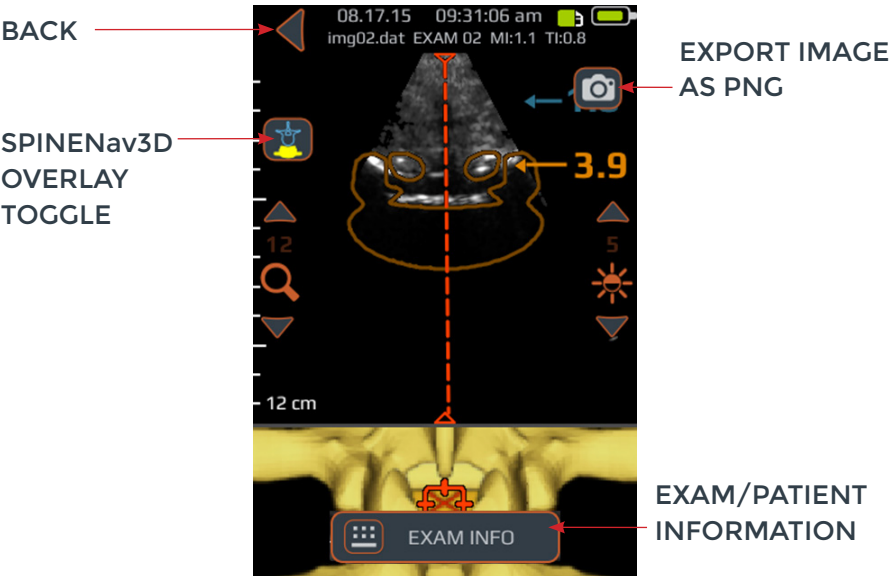 BACK
SPINENav3D
OVERLAY
TOGGLE
08.17.15 09:31:06 am
img02.dat EXAM 02 MI:1.1 TI:0.8
3.9
12
5
12 cm
EXAM INFO
EXPORT IMAGE
AS PNG
EXAM/PATIENT
INFORMATION